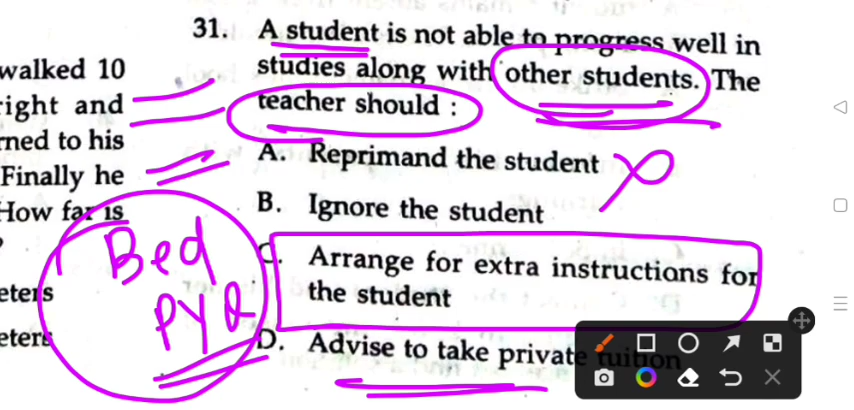 31. A student is not able to progress well in
studies along with other students. The
teacher should :
A. Reprimand the student
B. Ignore the student
C. Arrange for extra instructions for
the student
D. Advise to take private tuition
walked 10
right and
rned to his
Finally he
How far is
?
eters
eters
Bed
PYQ